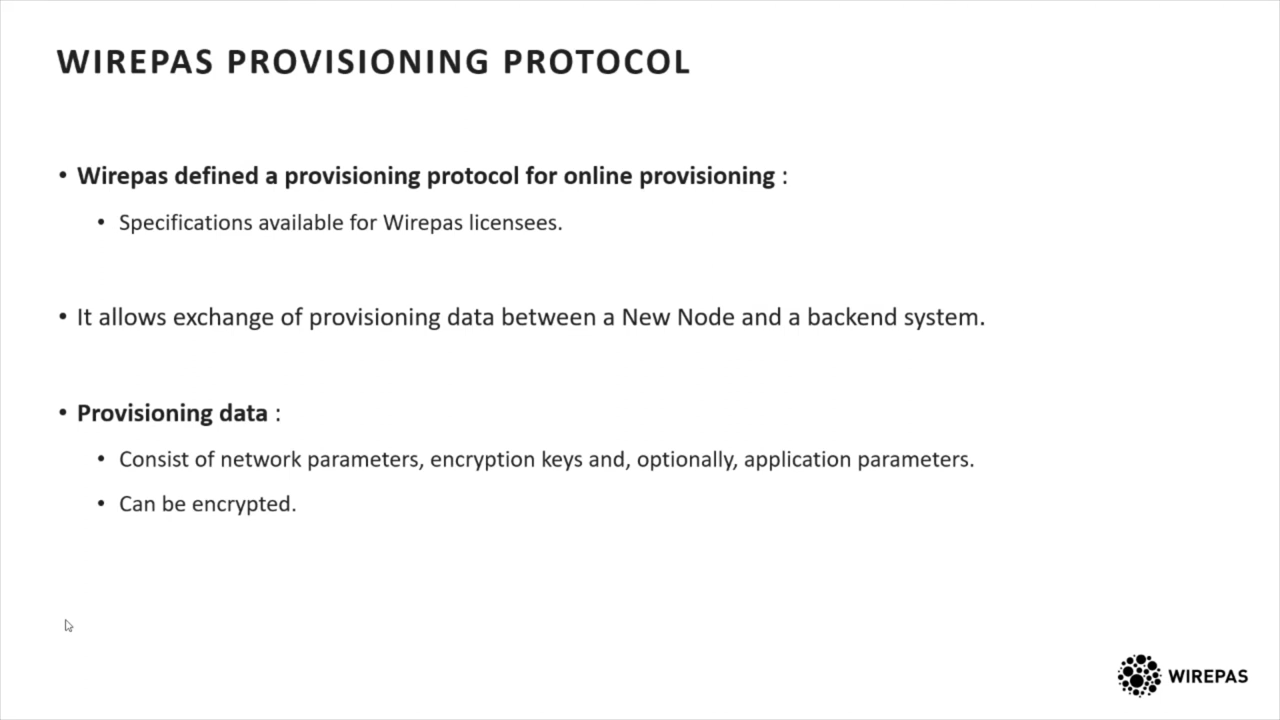 WIREPAS PROVISIONING PROTOCOL
• Wirepas defined a provisioning protocol for online provisioning :
• Specifications available for Wirepas licensees.
• It allows exchange of provisioning data between a New Node and a backend system.
• Provisioning data :
• Consist of network parameters, encryption keys and, optionally, application parameters.
• Can be encrypted.
WIREPAS